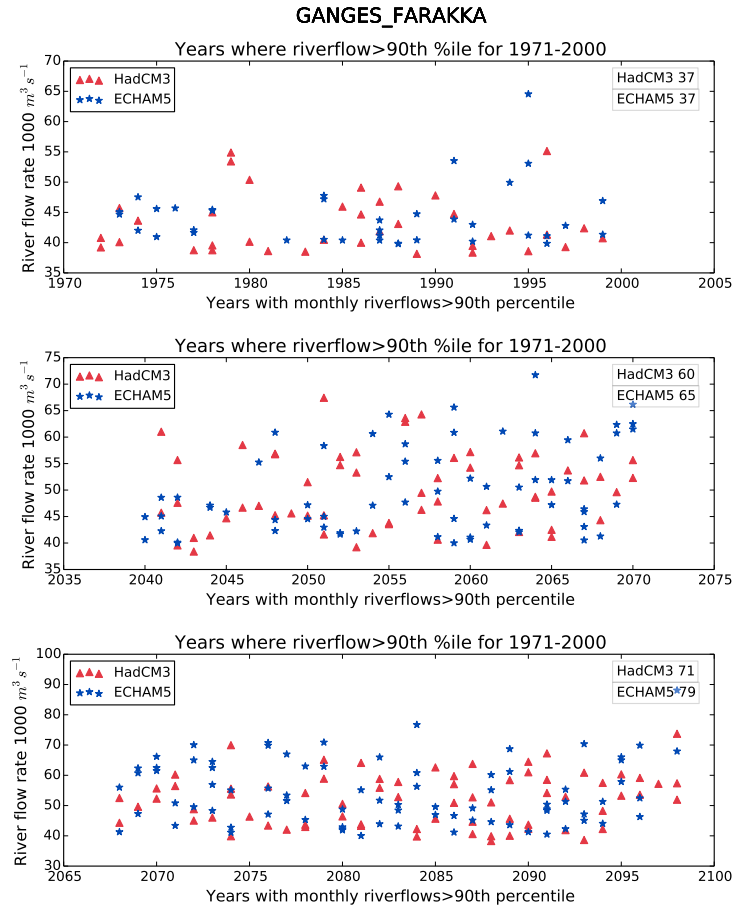 GANGES_FARAKKA
Years where riverflow>90th %ile for 1971-2000
River flow rate 1000 m³s⁻¹
70
65
60
55
50
45
40
35
HadCM3
ECHAM5
HadCM3 37
ECHAM5 37
1970 1975 1980 1985 1990 1995 2000 2005
Years with monthly riverflows>90th percentile
Years where riverflow>90th %ile for 1971-2000
River flow rate 1000 m³s⁻¹
75
70
65
60
55
50
45
40
35
HadCM3
ECHAM5
HadCM3 60
ECHAM5 65
2035 2040 2045 2050 2055 2060 2065 2070 2075
Years with monthly riverflows>90th percentile
Years where riverflow>90th %ile for 1971-2000
River flow rate 1000 m³s⁻¹
100
90
80
70
60
50
40
30
HadCM3
ECHAM5
HadCM3 71
ECHAM5 79
2065 2070 2075 2080 2085 2090 2095 2100
Years with monthly riverflows>90th percentile